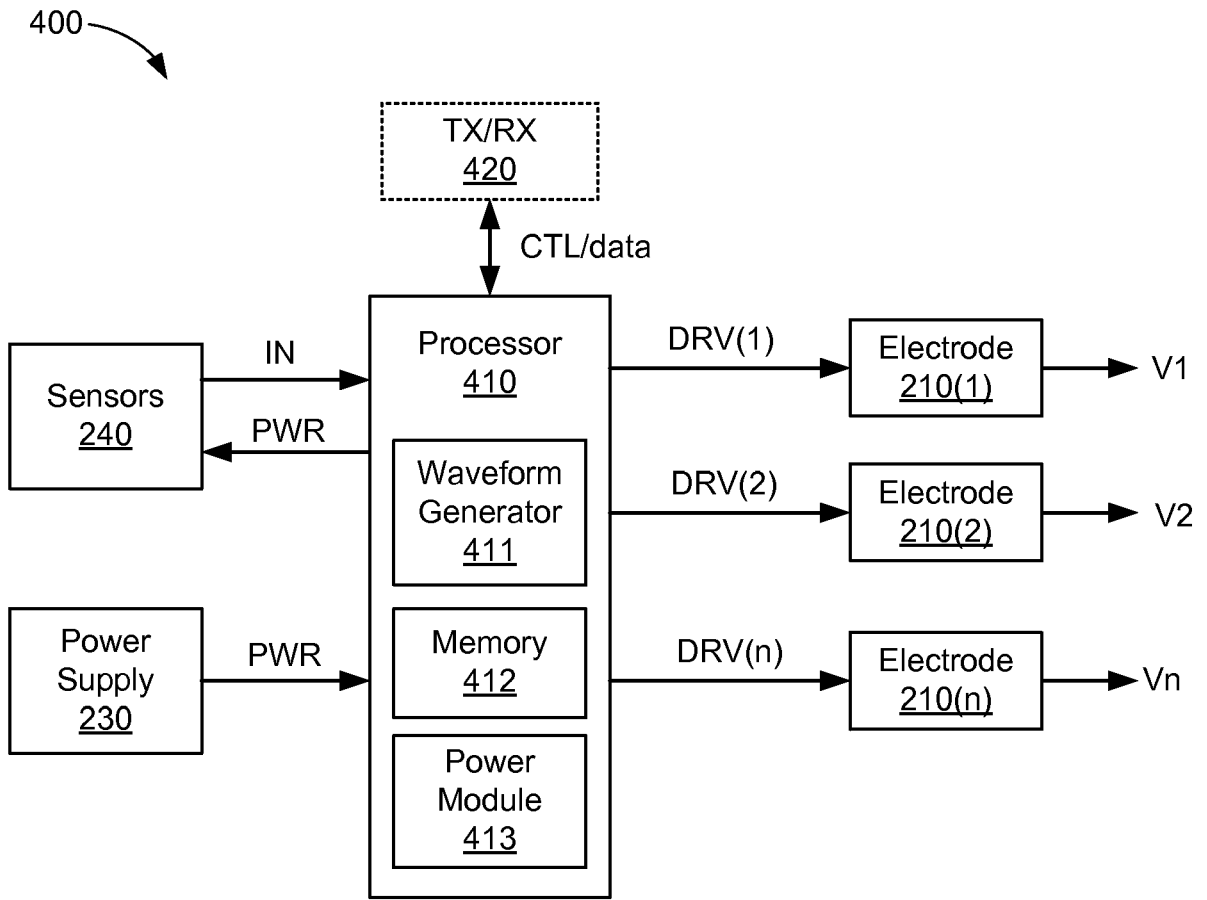 400
TX/RX
420
CTL/data
Sensors
240
IN
PWR
Power
Supply
230
PWR
Processor
410
Waveform
Generator
411
Memory
412
Power
Module
413
DRV(1)
Electrode
210(1)
V1
DRV(2)
Electrode
210(2)
V2
DRV(n)
Electrode
210(n)
Vn